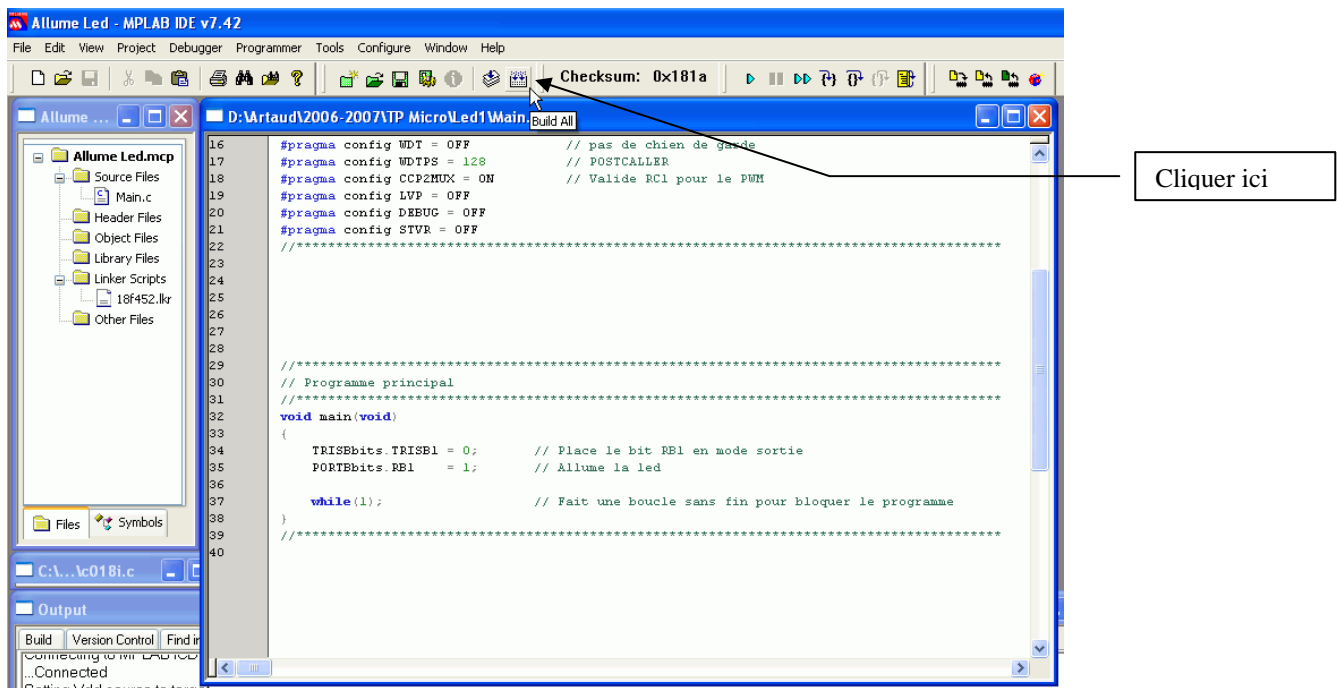 Allume Led - MPLAB IDE v7.42
File Edit View Project Debugger Programmer Tools Configure Window Help
Checksum: 0x181a
Build All
Cliquer ici
Allume ...
Allume Led.mcp
Source Files
Main.c
Header Files
Object Files
Library Files
Linker Scripts
18f452.lkr
Other Files
Files Symbols
C:\...\c018i.c
Output
Build Version Control Find in
...Connected
D:\Artaud\2006-2007\TP Micro\Led1\Main.
16 #pragma config WDT = OFF // pas de chien de garde
17 #pragma config WDTPS = 128 // POSTCALLER
18 #pragma config CCP2MUX = ON // Valide RC1 pour le PWM
19 #pragma config LVP = OFF
20 #pragma config DEBUG = OFF
21 #pragma config STVR = OFF
22 //******************************************************************************************
23
24
25
26
27
28
29 //******************************************************************************************
30 // Programme principal
31 //******************************************************************************************
32 void main(void)
33 {
34 TRISBbits.TRISB1 = 0; // Place le bit RB1 en mode sortie
35 PORTBbits.RB1 = 1; // Allume la led
36
37 while(1); // Fait une boucle sans fin pour bloquer le programme
38 }
39 //******************************************************************************************
40